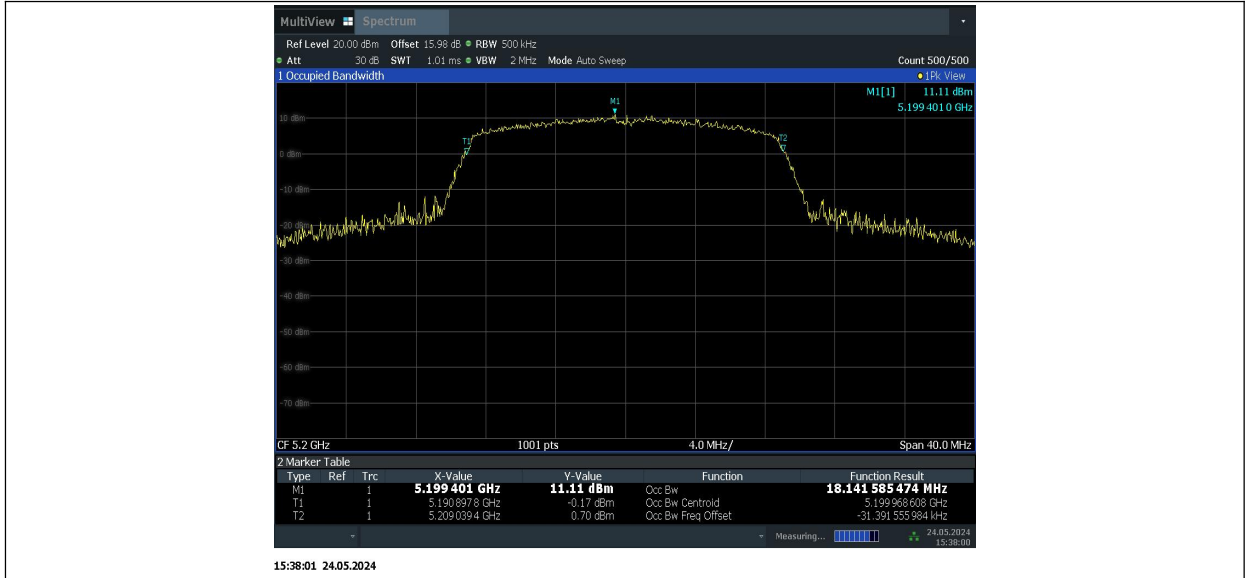 MultiView Spectrum
Ref Level 20.00 dBm Offset 15.98 dB RBW 500 kHz
Att 30 dB SWT 1.01 ms VBW 2 MHz Mode Auto Sweep Count 500/500
1 Occupied Bandwidth 1Pk View
M1[1] 11.11 dBm
5.199 401 0 GHz
M1
10 dBm
T1 T2
0 dBm
-10 dBm
-20 dBm
-30 dBm
-40 dBm
-50 dBm
-60 dBm
-70 dBm
CF 5.2 GHz 1001 pts 4.0 MHz/ Span 40.0 MHz
2 Marker Table
Type Ref Trc X-Value Y-Value Function Function Result
M1 1 5.199 401 GHz 11.11 dBm Occ Bw 18.141 585 474 MHz
T1 1 5.190 897 8 GHz -0.17 dBm Occ Bw Centroid 5.199 968 608 GHz
T2 1 5.209 039 4 GHz 0.70 dBm Occ Bw Freq Offset -31.391 555 984 kHz
Measuring... 24.05.2024
15:38:00
15:38:01 24.05.2024